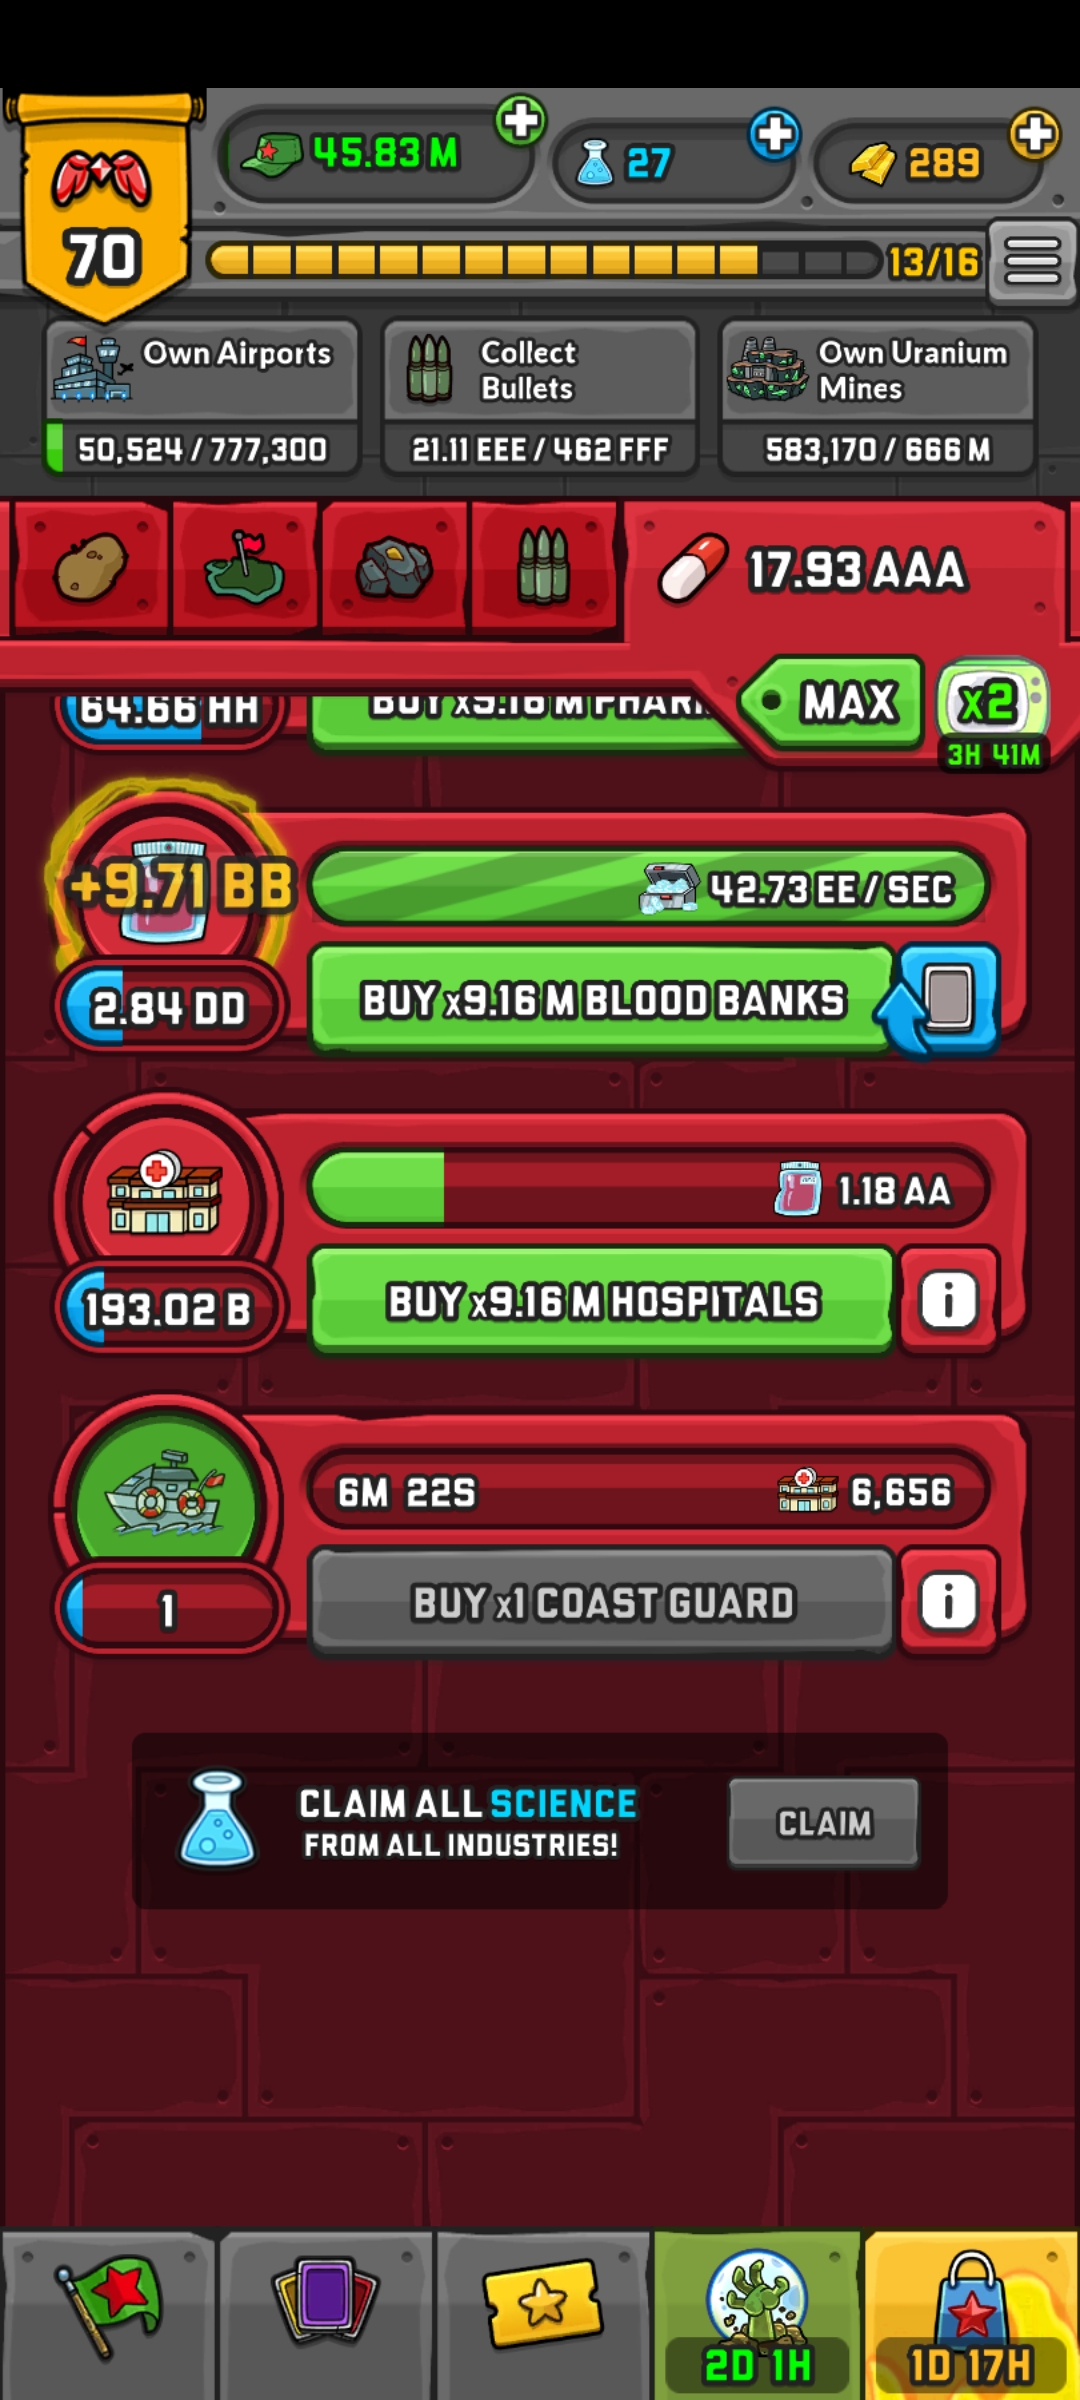 45.83 M
27
289
70
13/16
Own Airports
50,524 / 777,300
Collect
Bullets
21.11 EEE / 462 FFF
Own Uranium
Mines
583,170 / 666 M
17.93 AAA
MAX
x2
3H 41M
64.66 HH
+9.71 BB
42.73 EE / SEC
2.84 DD
BUY x9.16 M BLOOD BANKS
1.18 AA
193.02 B
BUY x9.16 M HOSPITALS
i
6M 22S
6,656
1
BUY x1 COAST GUARD
i
CLAIM ALL SCIENCE
FROM ALL INDUSTRIES!
CLAIM
2D 1H
1D 17H